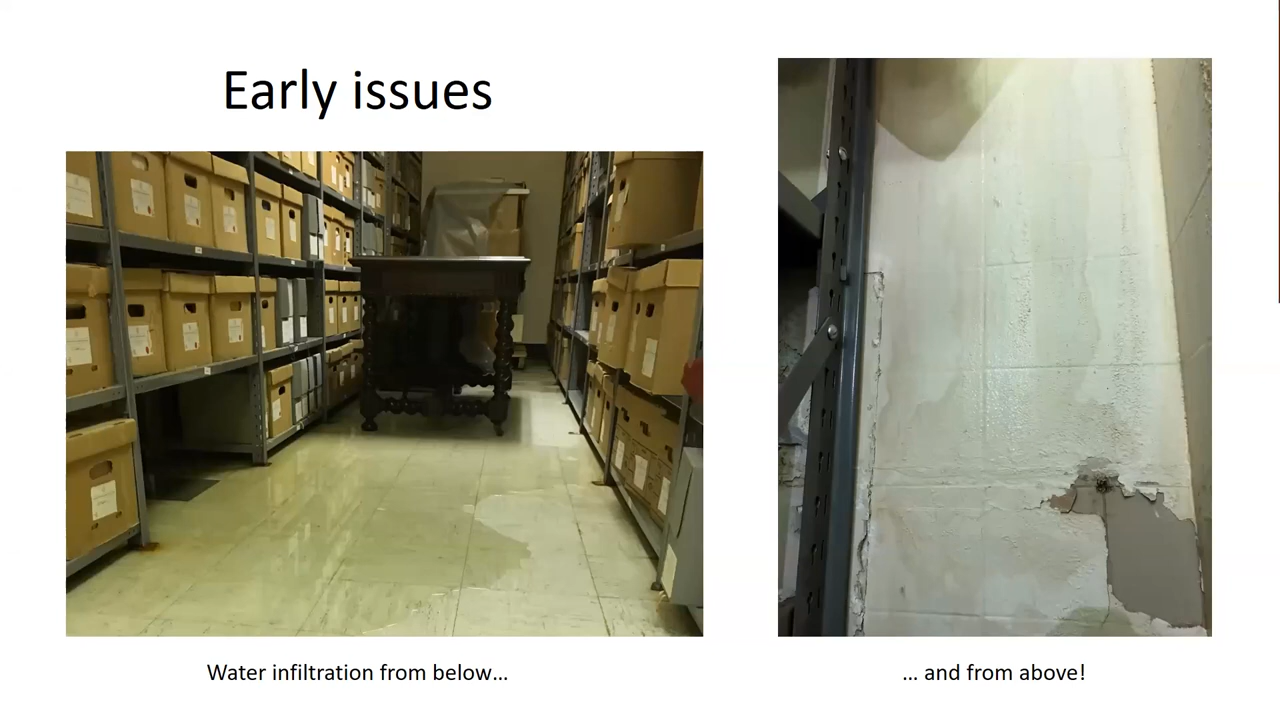 Early issues
Water infiltration from below...
... and from above!